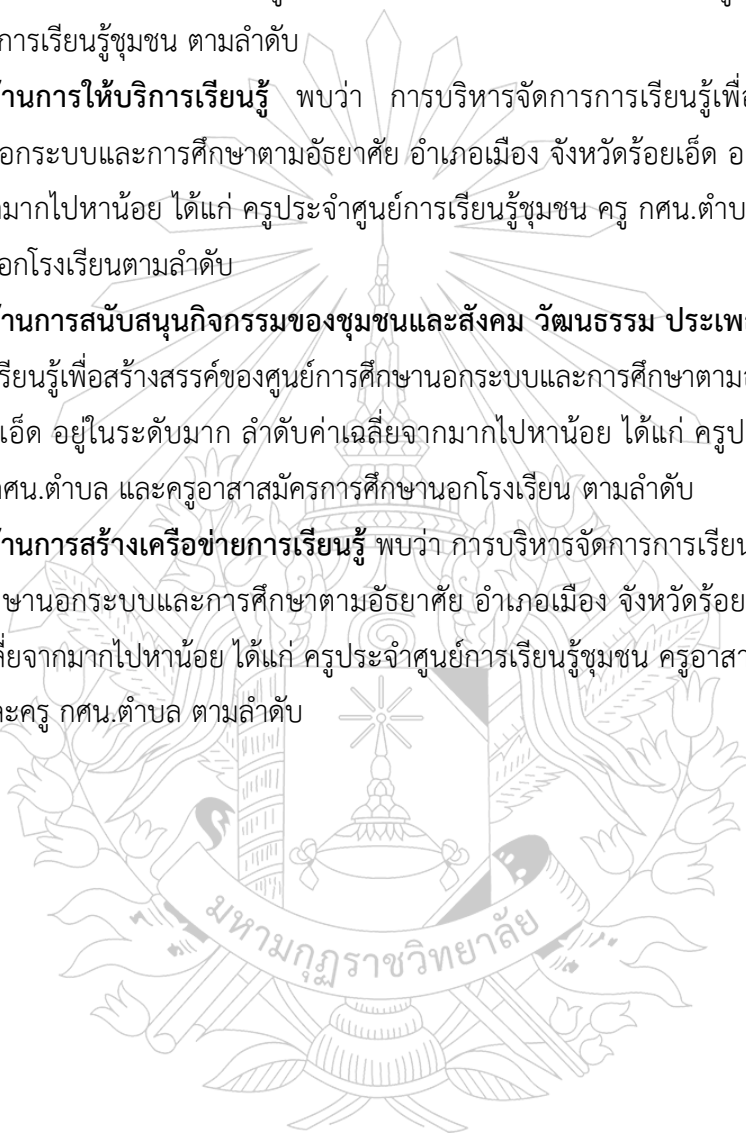 การเรียนรู้ชุมชน ตามลำดับ
านการให้บริการเรียนรู้ พบว่า การบริหารจัดการการเรียนรู้เพื่อ
อกระบบและการศึกษาตามอัธยาศัย อำเภอเมือง จังหวัดร้อยเอ็ด อ
มากไปหาน้อย ได้แก่ ครูประจำศูนย์การเรียนรู้ชุมชน ครู กศน.ตำบ
อกโรงเรียนตามลำดับ
านการสนับสนุนกิจกรรมของชุมชนและสังคม วัฒนธรรม ประเพ
รียนรู้เพื่อสร้างสรรค์ของศูนย์การศึกษานอกระบบและการศึกษาตาม
เอ็ด อยู่ในระดับมาก ลำดับค่าเฉลี่ยจากมากไปหาน้อย ได้แก่ ครูป
กศน.ตำบล และครูอาสาสมัครการศึกษานอกโรงเรียน ตามลำดับ
านการสร้างเครือข่ายการเรียนรู้ พบว่า การบริหารจัดการการเรียน
ษานอกระบบและการศึกษาตามอัธยาศัย อำเภอเมือง จังหวัดร้อย
ลี่ยจากมากไปหาน้อย ได้แก่ ครูประจำศูนย์การเรียนรู้ชุมชน ครูอาสา
ละครู กศน.ตำบล ตามลำดับ
มหามกุฏราชวิทยาลัย